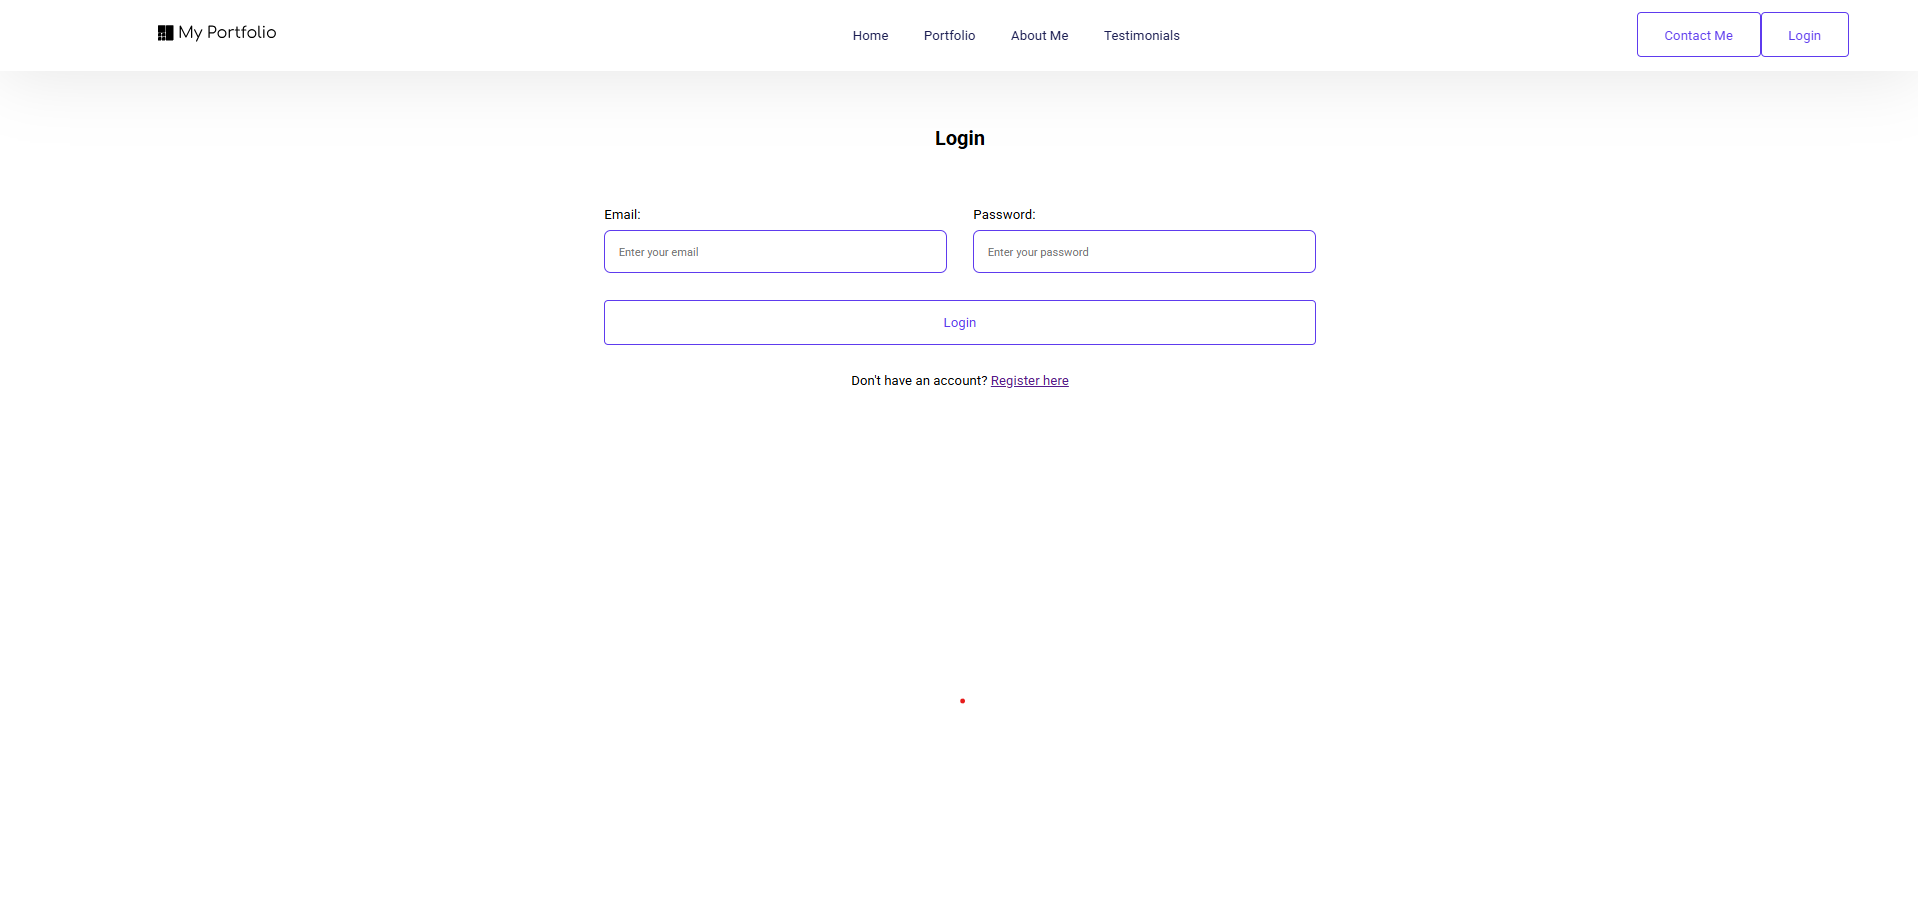 My Portfolio
Home Portfolio About Me Testimonials
Contact Me Login
Login
Email: Password:
Enter your email Enter your password
Login
Don't have an account? Register here